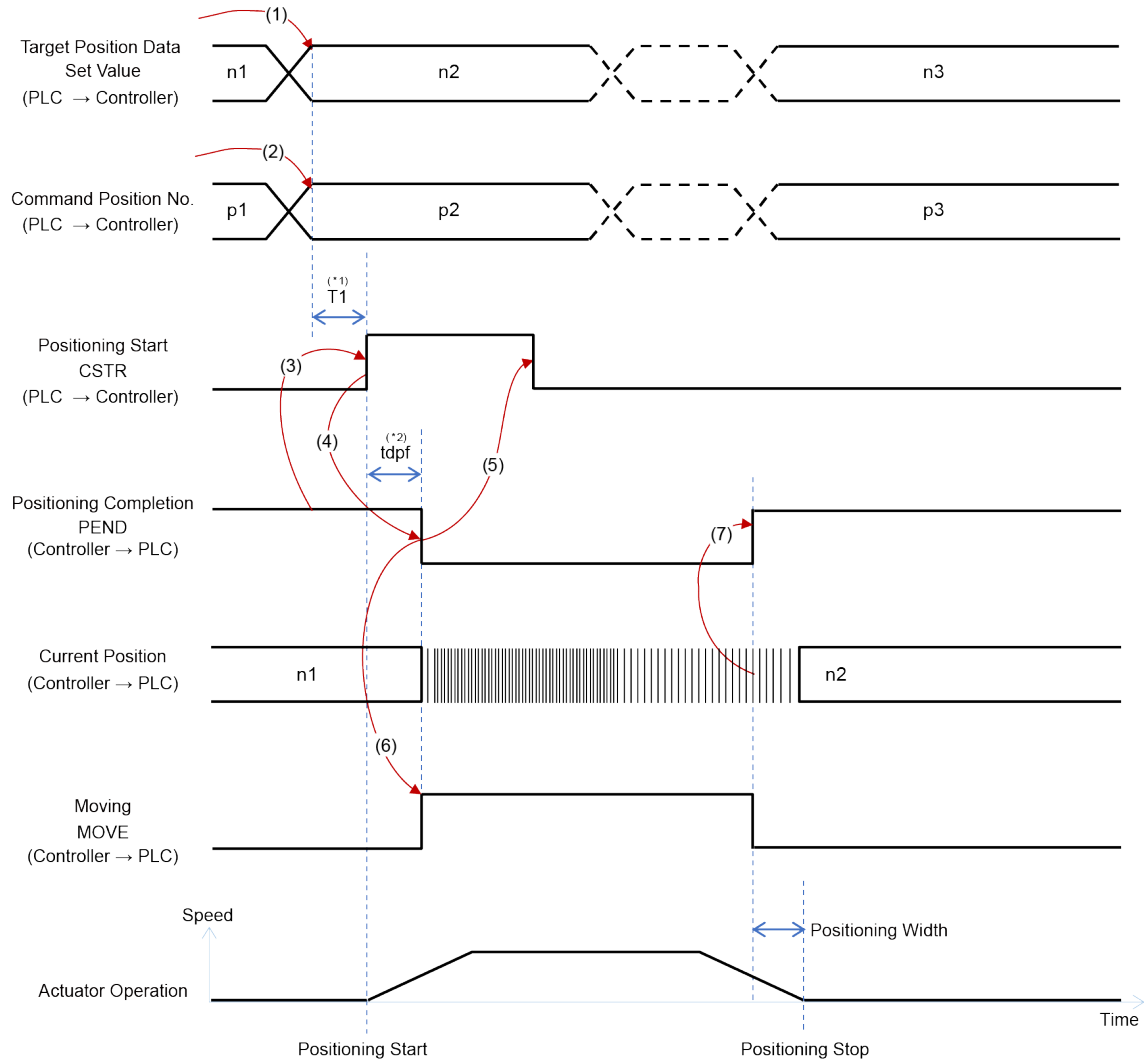 (1)
Target Position Data
Set Value
(PLC → Controller)
n1
n2
n3
(2)
Command Position No.
(PLC → Controller)
p1
p2
p3
(*1)
T1
Positioning Start
CSTR
(PLC → Controller)
(3)
(4)
(*2)
tdpf
(5)
Positioning Completion
PEND
(Controller → PLC)
(7)
Current Position
(Controller → PLC)
n1
n2
(6)
Moving
MOVE
(Controller → PLC)
Speed
Positioning Width
Actuator Operation
Time
Positioning Start
Positioning Stop